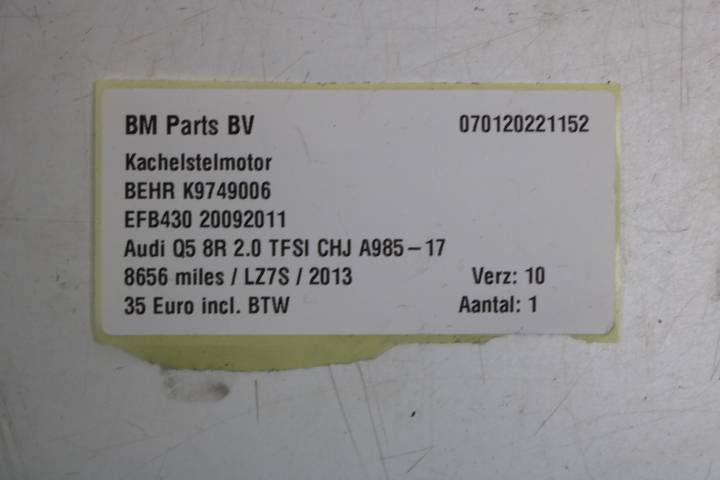 BM Parts BV 070120221152
Kachelstelmotor
BEHR K9749006
EFB430 20092011
Audi Q5 8R 2.0 TFSI CHJ A985-17
8656 miles / LZ7S / 2013 Verz: 10
35 Euro incl. BTW Aantal: 1